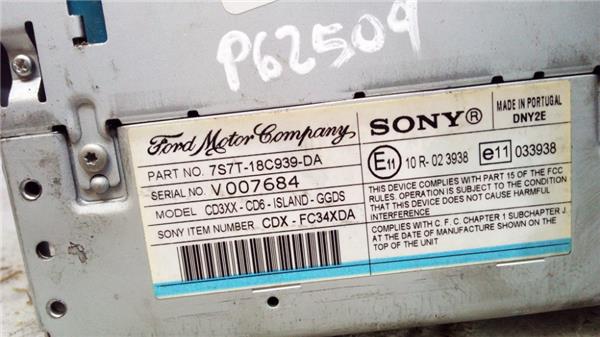 P62509
Ford Motor Company
PART NO. 7S7T-18C939-DA
SERIAL NO. V007684
MODEL CD3XX - CD6 - ISLAND - GGDS
SONY ITEM NUMBER CDX - FC34XDA
SONY®
MADE IN PORTUGAL
DNY2E
E11 10 R- 02 3938 e11 033938
THIS DEVICE COMPLIES WITH PART 15 OF THE FCC
RULES. OPERATION IS SUBJECT TO THE CONDITION
THAT THIS DEVICE DOES NOT CAUSE HARMFUL
INTERFERENCE
COMPLIES WITH C. F. C. CHAPTER 1 SUBCHAPTER J
AT DATE OF MANUFACTURE SHOWN ON THE
TOP OF THE UNIT